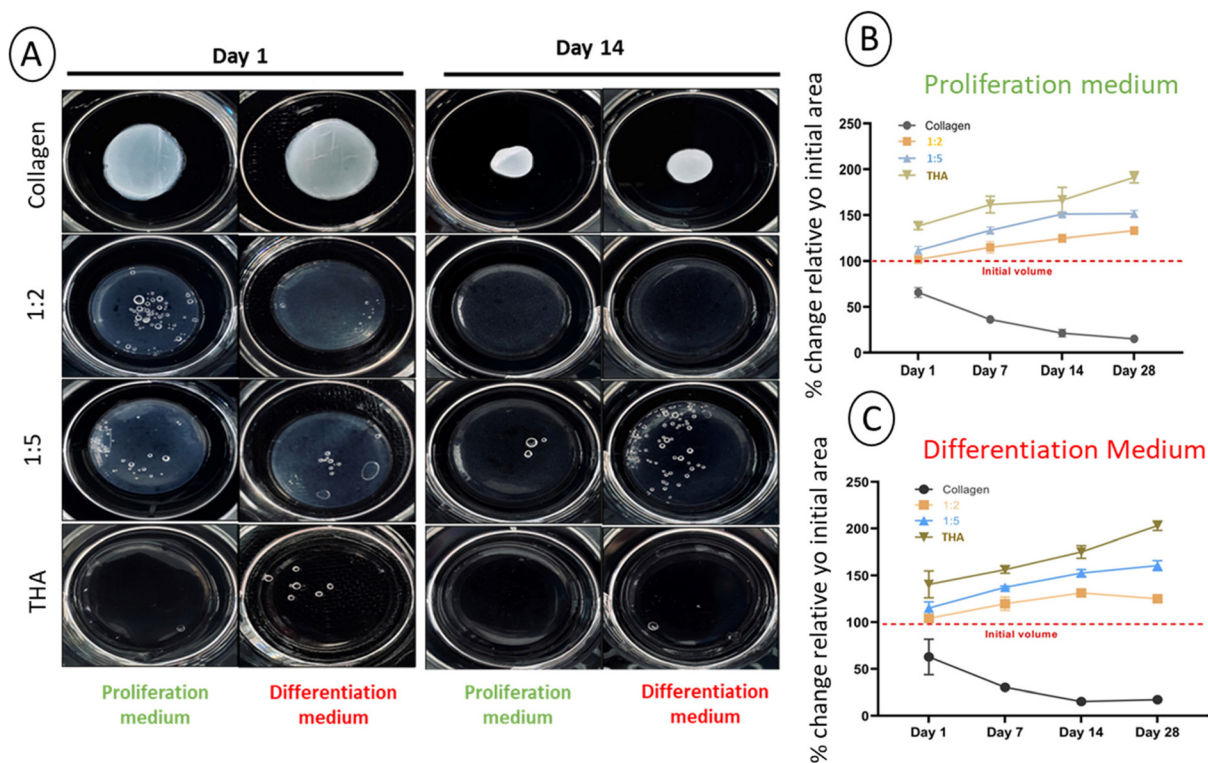 A
Day 1
Day 14
Collagen
1:2
1:5
THA
Proliferation
medium
Differentiation
medium
Proliferation
medium
Differentiation
medium
B
Proliferation medium
% change relative yo initial area
250
200
150
100
50
0
Collagen
1:2
1:5
THA
Initial volume
Day 1 Day 7 Day 14 Day 28
C
Differentiation Medium
% change relative yo initial area
250
200
150
100
50
0
Collagen
1:2
1:5
THA
Initial volume
Day 1 Day 7 Day 14 Day 28